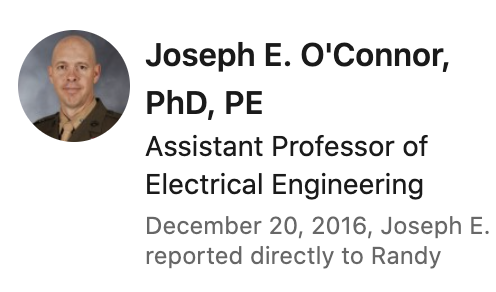 Joseph E. O'Connor,
PhD, PE
Assistant Professor of
Electrical Engineering
December 20, 2016, Joseph E.
reported directly to Randy